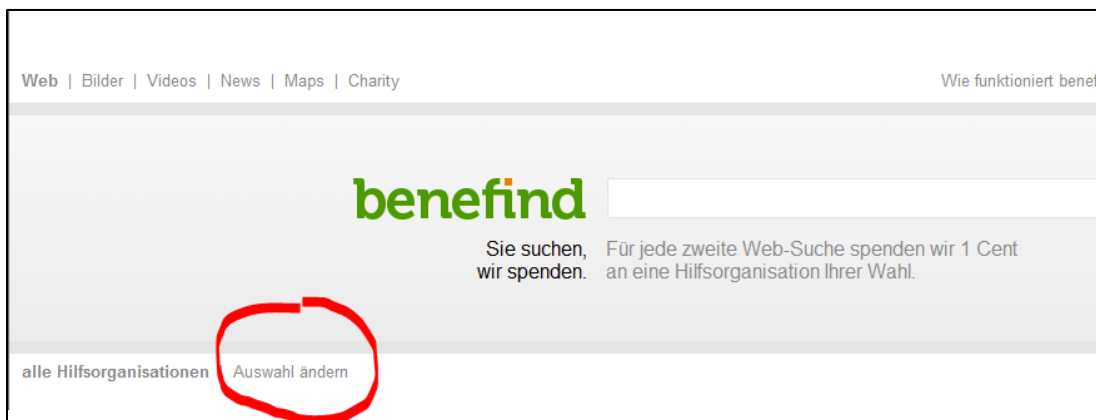 Web | Bilder | Videos | News | Maps | Charity
Wie funktioniert
benefind
Sie suchen,
wir spenden.
Für jede zweite Web-Suche spenden wir 1 Cent
an eine Hilfsorganisation Ihrer Wahl.
alle Hilfsorganisationen
Auswahl ändern